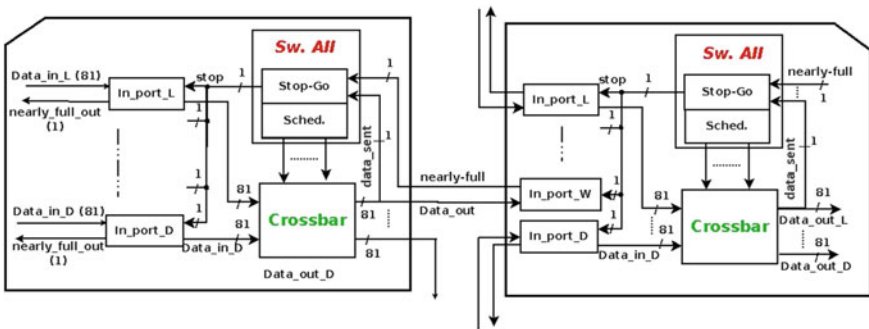 Sw. All
stop
1
Data_in_L (81)
In_port_L
Stop-Go
nearly_full_out
(1)
1
Sched.
1
data_sent
nearly-full
81
1
81
Data_in_D (81)
1
Crossbar
81
Data_out
In_port_D
nearly_full_out
(1)
Data_in_D
81
81
Data_out_D
Sw. All
nearly-full
stop
1
1
In_port_L
Stop-Go
1
Sched.
1
data_sent
In_port_W
1
81
81
Data_out_L
1
Crossbar
In_port_D
81
Data_in_D
81
Data_out_D